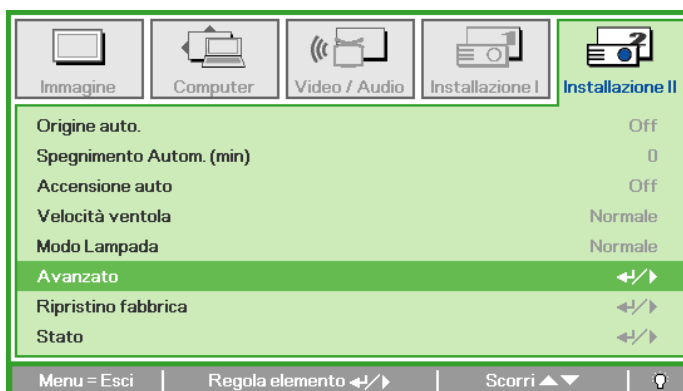 Immagine Computer Video / Audio Installazione I Installazione II
Origine auto. Off
Spegnimento Autom. (min) 0
Accensione auto Off
Velocità ventola Normale
Modo Lampada Normale
Avanzato
Ripristino fabbrica
Stato
Menu = Esci Regola elemento Scorri